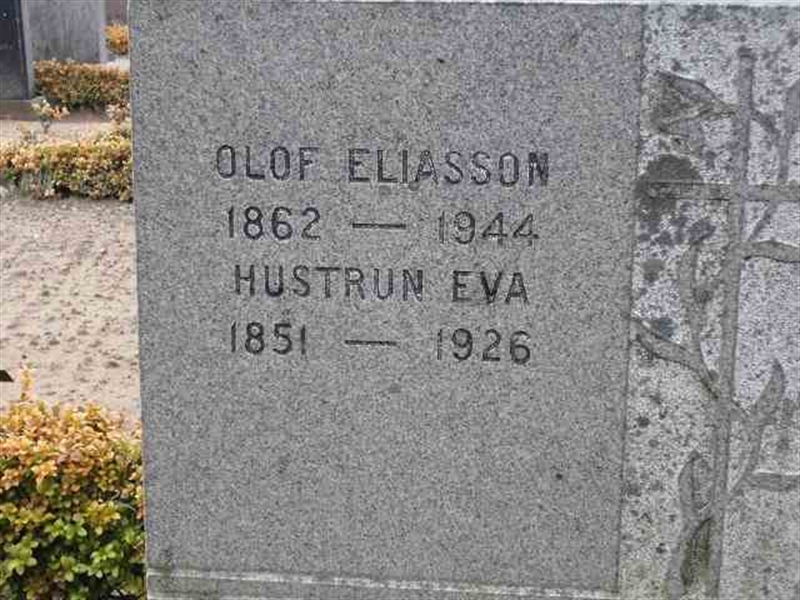 OLOF ELIASSON
1862 — 1944
HUSTRUN EVA
1851 — 1926